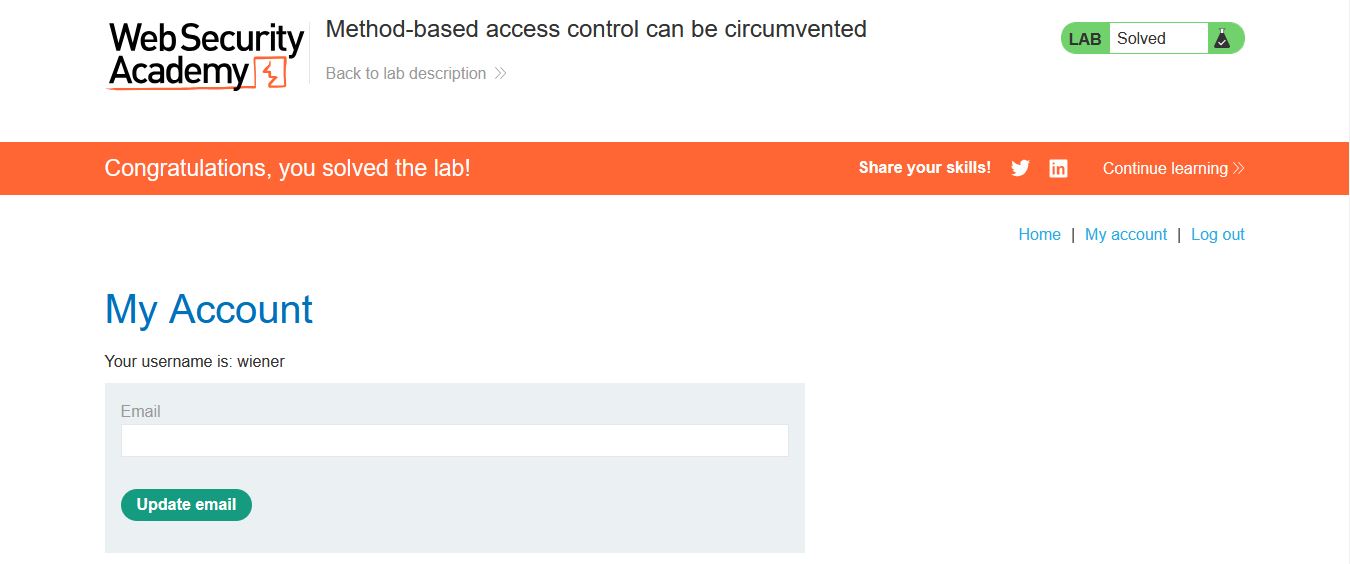 Web Security
Academy
Method-based access control can be circumvented
Back to lab description
LAB Solved
Congratulations, you solved the lab!
Share your skills!
Continue learning
Home | My account | Log out
My Account
Your username is: wiener
Email
Update email